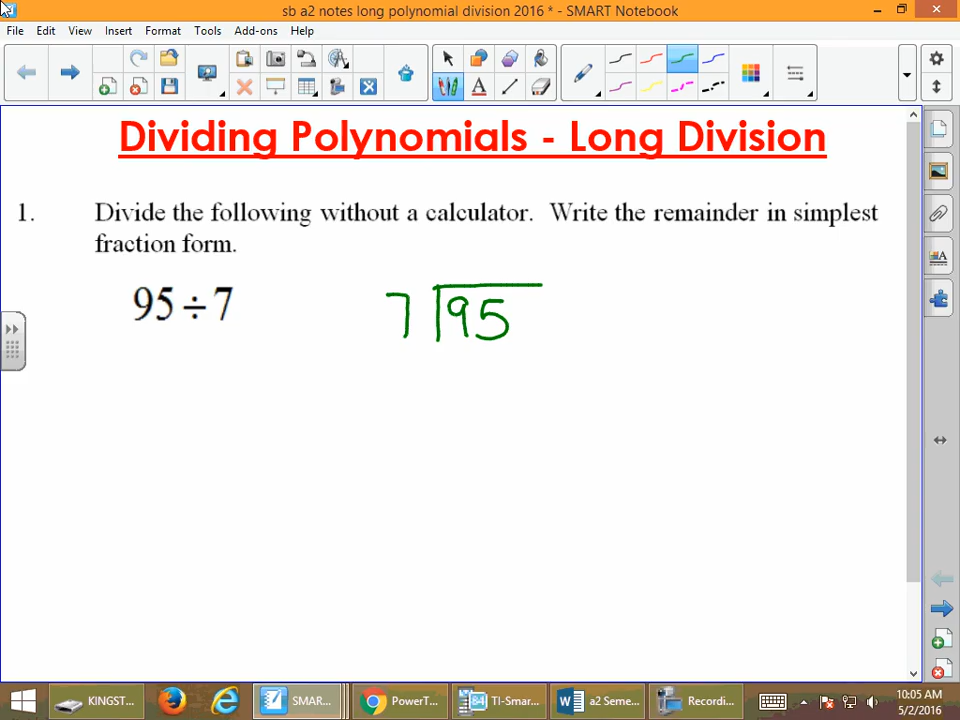 sb a2 notes long polynomial division 2016 * - SMART Notebook
File Edit View Insert Format Tools Add-ons Help
Dividing Polynomials - Long Division
1. Divide the following without a calculator. Write the remainder in simplest
fraction form.
95 ÷ 7 7 95
KINGST... SMAR... PowerT... TI-Smar... a2 Seme... Recordi...
10:05 AM
5/2/2016